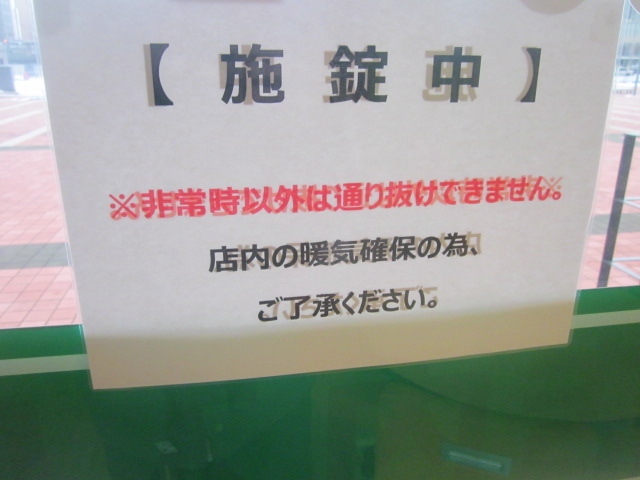 【施錠中】
※非常時以外は通り抜けできません。
店内の暖気確保の為、
ご了承ください。